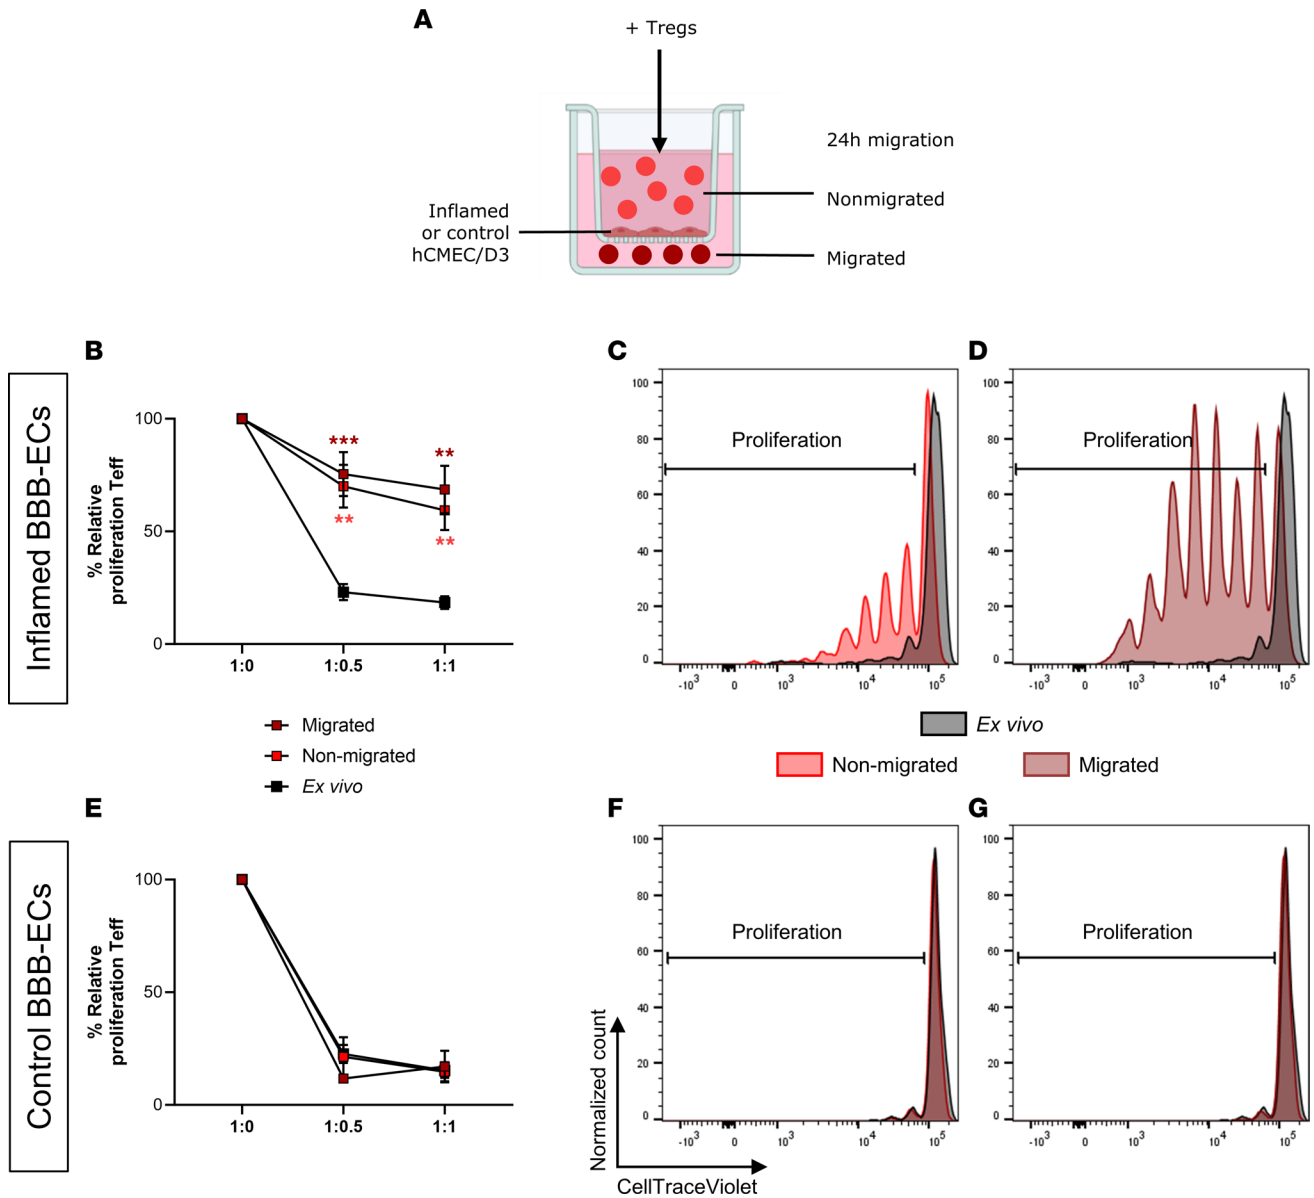 A
+ Tregs
24h migration
Nonmigrated
Inflamed
or control
hCMEC/D3
Migrated
Inflamed BBB-ECs
B
% Relative
proliferation Teff
100
50
0
***
**
**
**
1:0
1:0.5
1:1
Migrated
Non-migrated
Ex vivo
C
100
80
60
40
20
0
Proliferation
-10³
0
10³
10⁴
10⁵
D
100
80
60
40
20
0
Proliferation
-10³
0
10³
10⁴
10⁵
Ex vivo
Non-migrated
Migrated
Control BBB-ECs
E
% Relative
proliferation Teff
100
50
0
1:0
1:0.5
1:1
F
100
80
60
40
20
0
Proliferation
-10³
0
10³
10⁴
10⁵
Normalized count
CellTraceViolet
G
100
80
60
40
20
0
Proliferation
-10³
0
10³
10⁴
10⁵